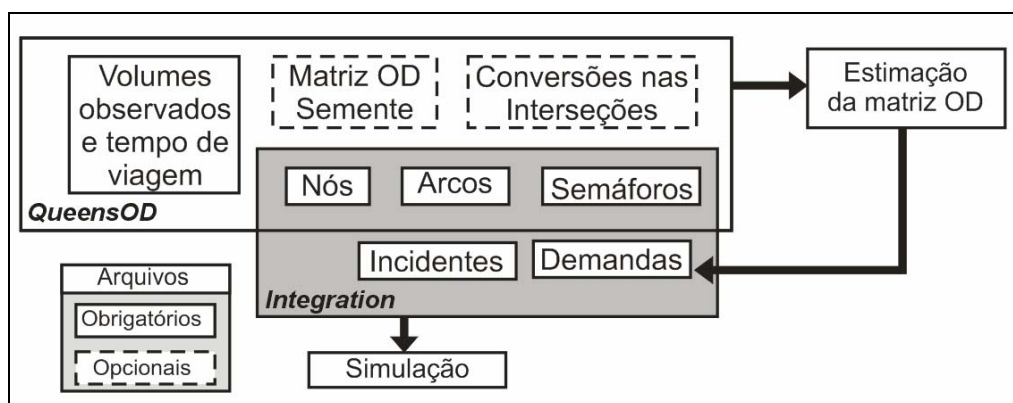 Volumes
observados
e tempo de
viagem
Matriz OD
Semente
Conversões nas
Interseções
Estimação
da matriz OD
Nós
Arcos
Semáforos
QueensOD
Incidentes
Demandas
Integration
Arquivos
Obrigatórios
Opcionais
Simulação